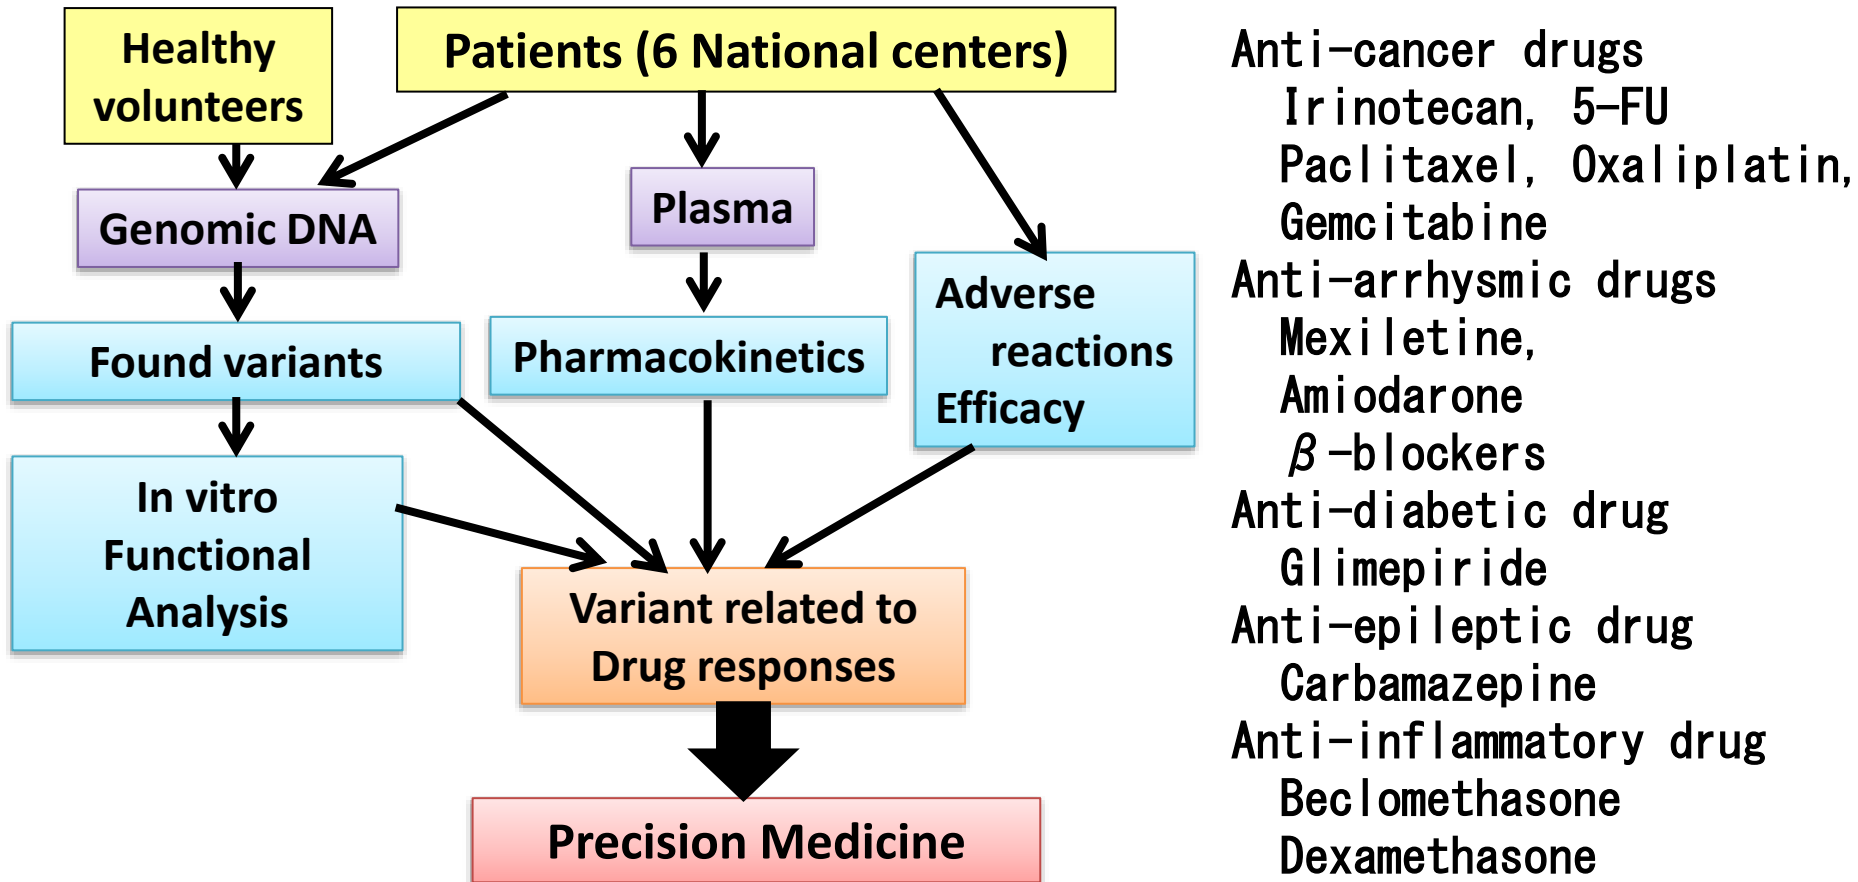 Healthy
volunteers
Patients (6 National centers)
Genomic DNA
Plasma
Adverse
reactions
Efficacy
Found variants
Pharmacokinetics
In vitro
Functional
Analysis
Variant related to
Drug responses
Precision Medicine
Anti-cancer drugs
Irinotecan, 5-FU
Paclitaxel, Oxaliplatin,
Gemcitabine
Anti-arrhysmic drugs
Mexiletine,
Amiodarone
β-blockers
Anti-diabetic drug
Glimepiride
Anti-epileptic drug
Carbamazepine
Anti-inflammatory drug
Beclomethasone
Dexamethasone